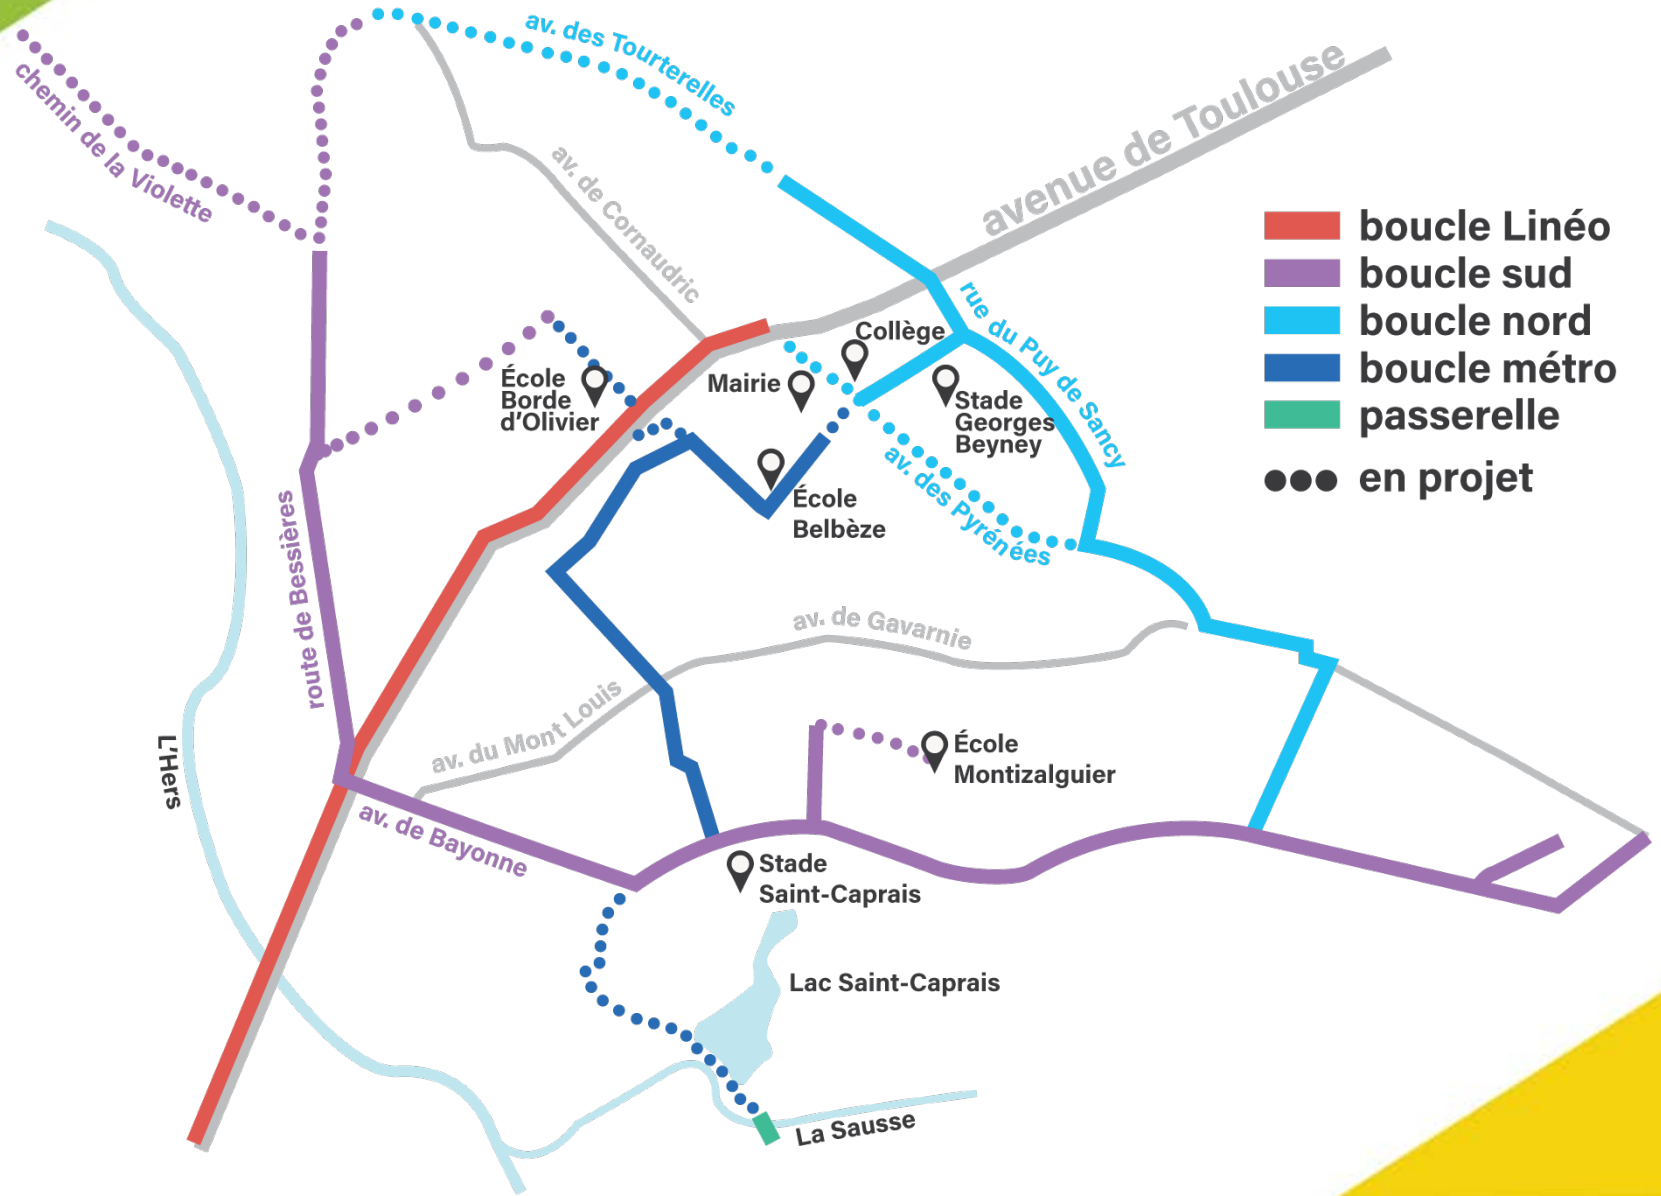 av. des Tourterelles
chemin de la Violette
av. de Cornaudric
avenue de Toulouse
boucle Linéo
boucle sud
boucle nord
boucle métro
passerelle
en projet
rue du Puy de Sancy
Collège
Mairie
École
Borde
d'Olivier
Stade
Georges
Beyney
av. des Pyrénées
École
Belbèze
route de Bessières
av. de Gavarnie
av. du Mont Louis
École
Montizalguier
L'Hers
av. de Bayonne
Stade
Saint-Caprais
Lac Saint-Caprais
La Sausse